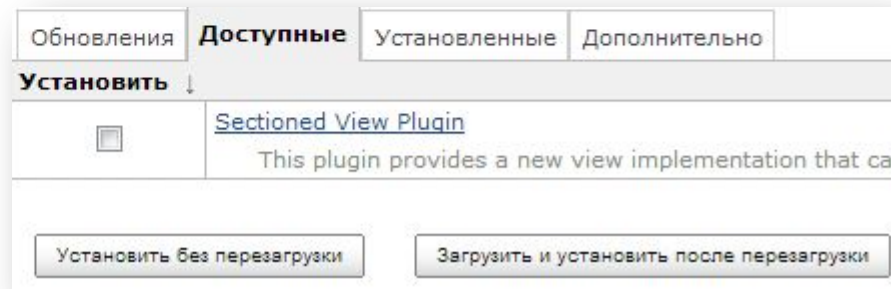 Обновления Доступные Установленные Дополнительно
Установить ↓
Sectioned View Plugin
This plugin provides a new view implementation that ca
Установить без перезагрузки Загрузить и установить после перезагрузки